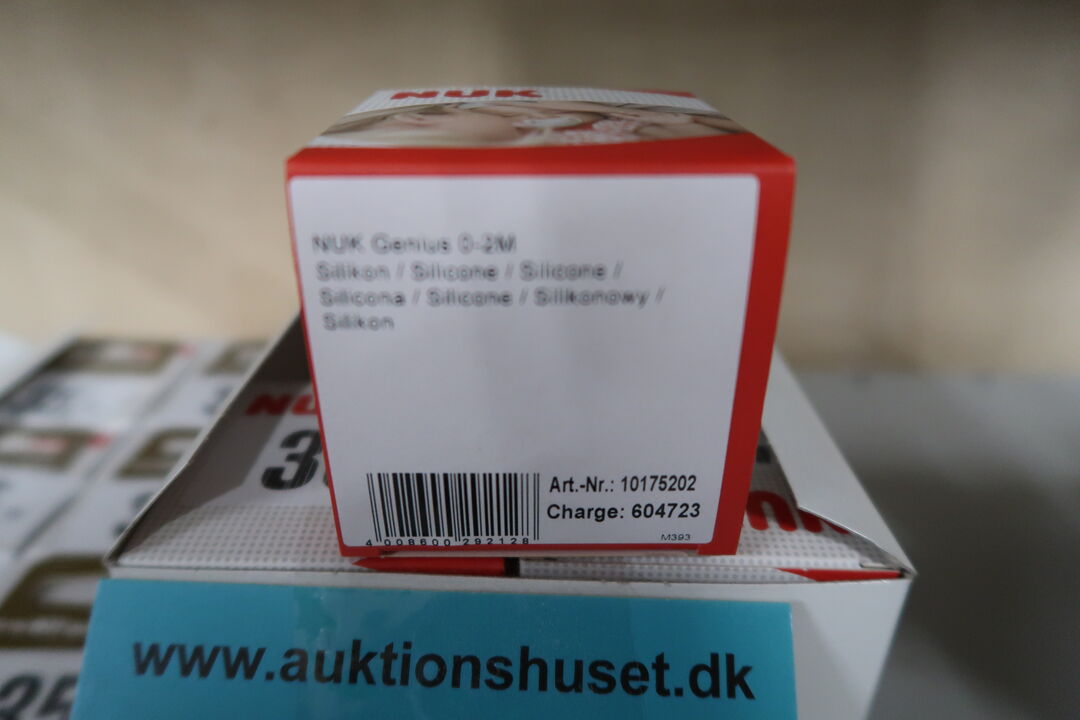 NUK
NUK Genius 0-2M
Silikon / Silicone / Silicone /
Silicona / Silicone / Silikonowy /
Silikon
Art.-Nr.: 10175202
Charge: 604723
4 008600 292128
M393
www.auktionshuset.dk
35